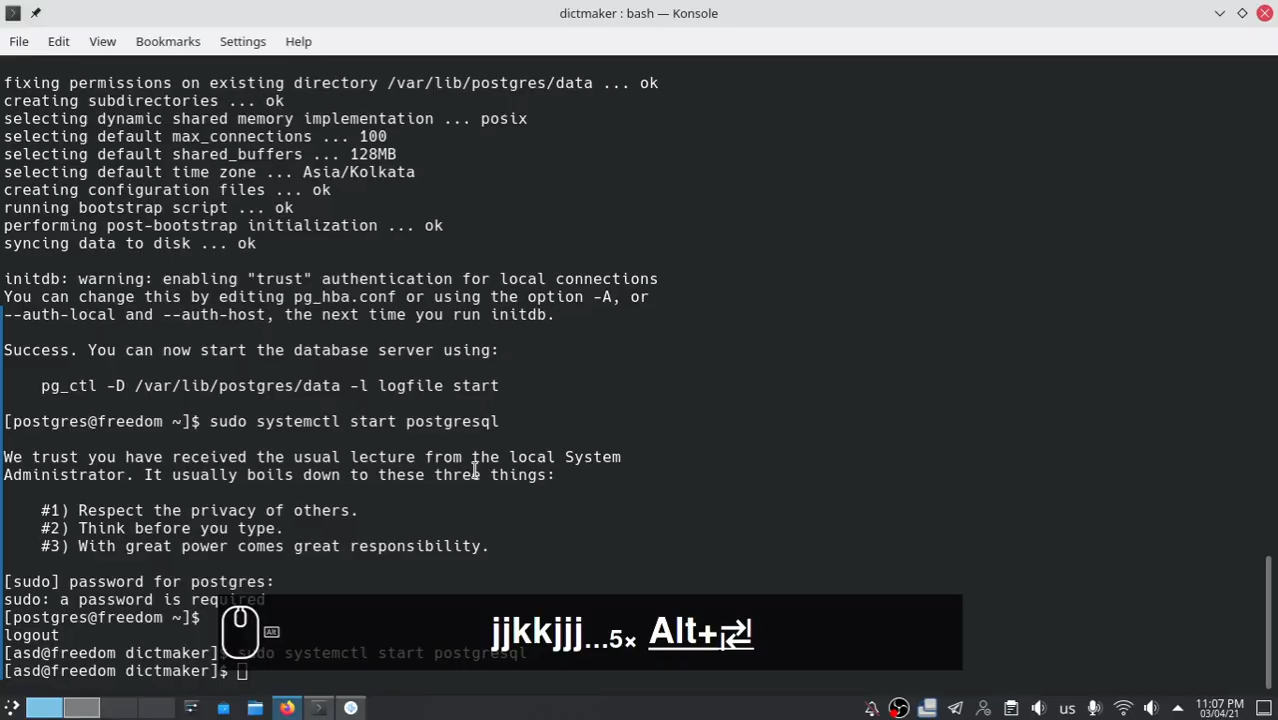 dictmaker : bash — Konsole
File Edit View Bookmarks Settings Help
fixing permissions on existing directory /var/lib/postgres/data ... ok
creating subdirectories ... ok
selecting dynamic shared memory implementation ... posix
selecting default max_connections ... 100
selecting default shared_buffers ... 128MB
selecting default time zone ... Asia/Kolkata
creating configuration files ... ok
running bootstrap script ... ok
performing post-bootstrap initialization ... ok
syncing data to disk ... ok
initdb: warning: enabling "trust" authentication for local connections
You can change this by editing pg_hba.conf or using the option -A, or
--auth-local and --auth-host, the next time you run initdb.
Success. You can now start the database server using:
pg_ctl -D /var/lib/postgres/data -l logfile start
[postgres@freedom ~]$ sudo systemctl start postgresql
We trust you have received the usual lecture from the local System
Administrator. It usually boils down to these three things:
#1) Respect the privacy of others.
#2) Think before you type.
#3) With great power comes great responsibility.
[sudo] password for postgres:
sudo: a password is required
[postgres@freedom ~]$
logout
[asd@freedom dictmaker]$ sudo systemctl start postgresql
[asd@freedom dictmaker]$
Alt
jjkkjjj...5× Alt+⇄
us
11:07 PM
03/04/21